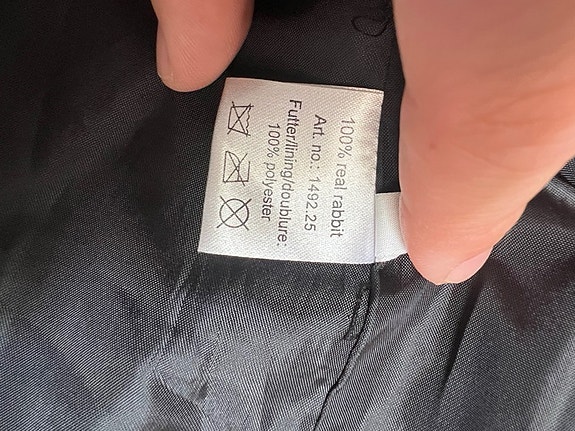 100% real rabbit
Art. no.: 1492.25
Futter/lining/doublure:
100% polyester